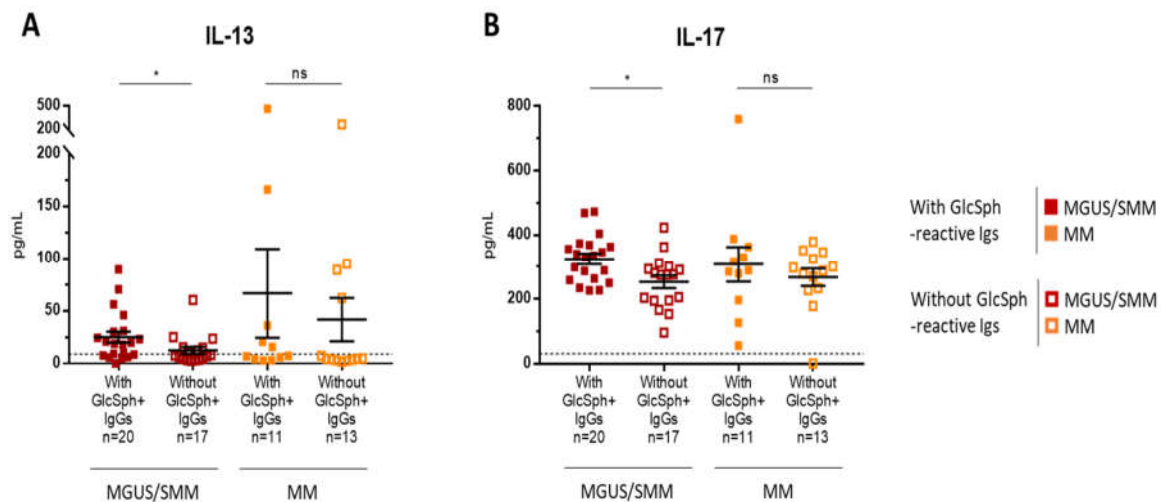 A
IL-13
*
ns
500
200
200
150
100
50
0
pg/mL
With
GlcSph+
IgGs
n=20
Without
GlcSph+
IgGs
n=17
With
GlcSph+
IgGs
n=11
Without
GlcSph+
IgGs
n=13
MGUS/SMM
MM
B
IL-17
*
ns
800
600
400
200
0
pg/mL
With
GlcSph+
IgGs
n=20
Without
GlcSph+
IgGs
n=17
With
GlcSph+
IgGs
n=11
Without
GlcSph+
IgGs
n=13
MGUS/SMM
MM
With GlcSph
-reactive Igs
MGUS/SMM
MM
Without GlcSph
-reactive Igs
MGUS/SMM
MM